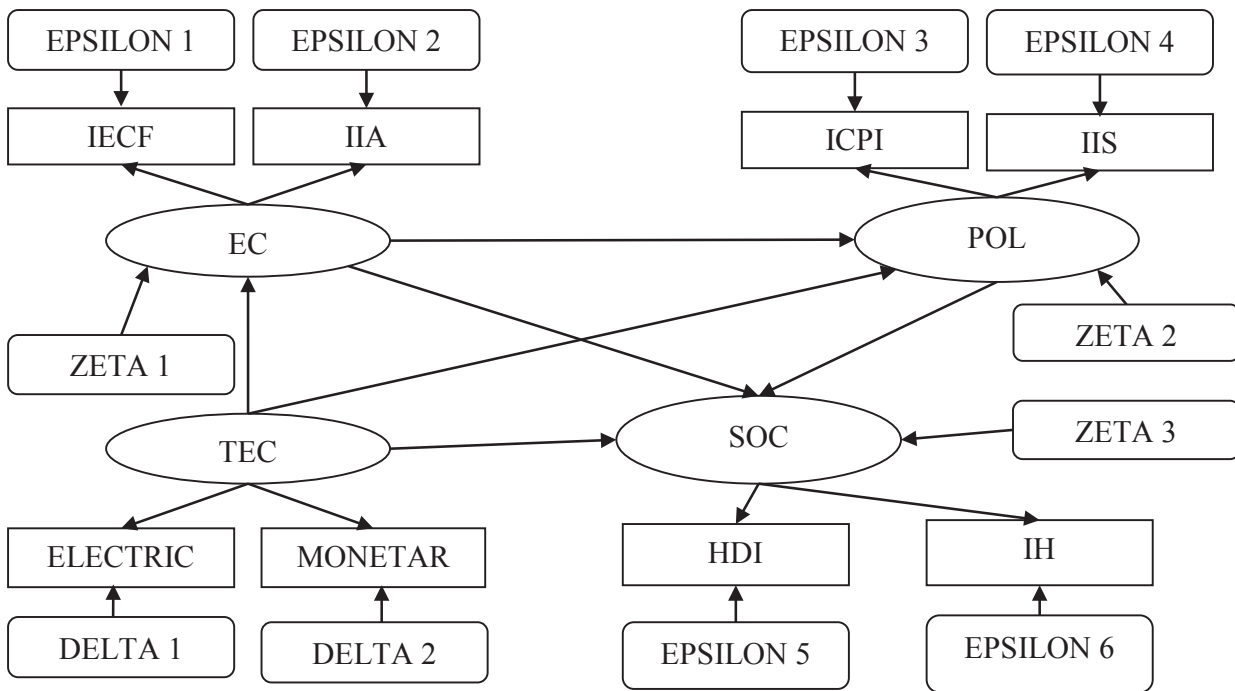 EPSILON 1
EPSILON 2
EPSILON 3
EPSILON 4
IECF
IIA
ICPI
IIS
EC
POL
ZETA 1
ZETA 2
TEC
SOC
ZETA 3
ELECTRIC
MONETAR
HDI
IH
DELTA 1
DELTA 2
EPSILON 5
EPSILON 6